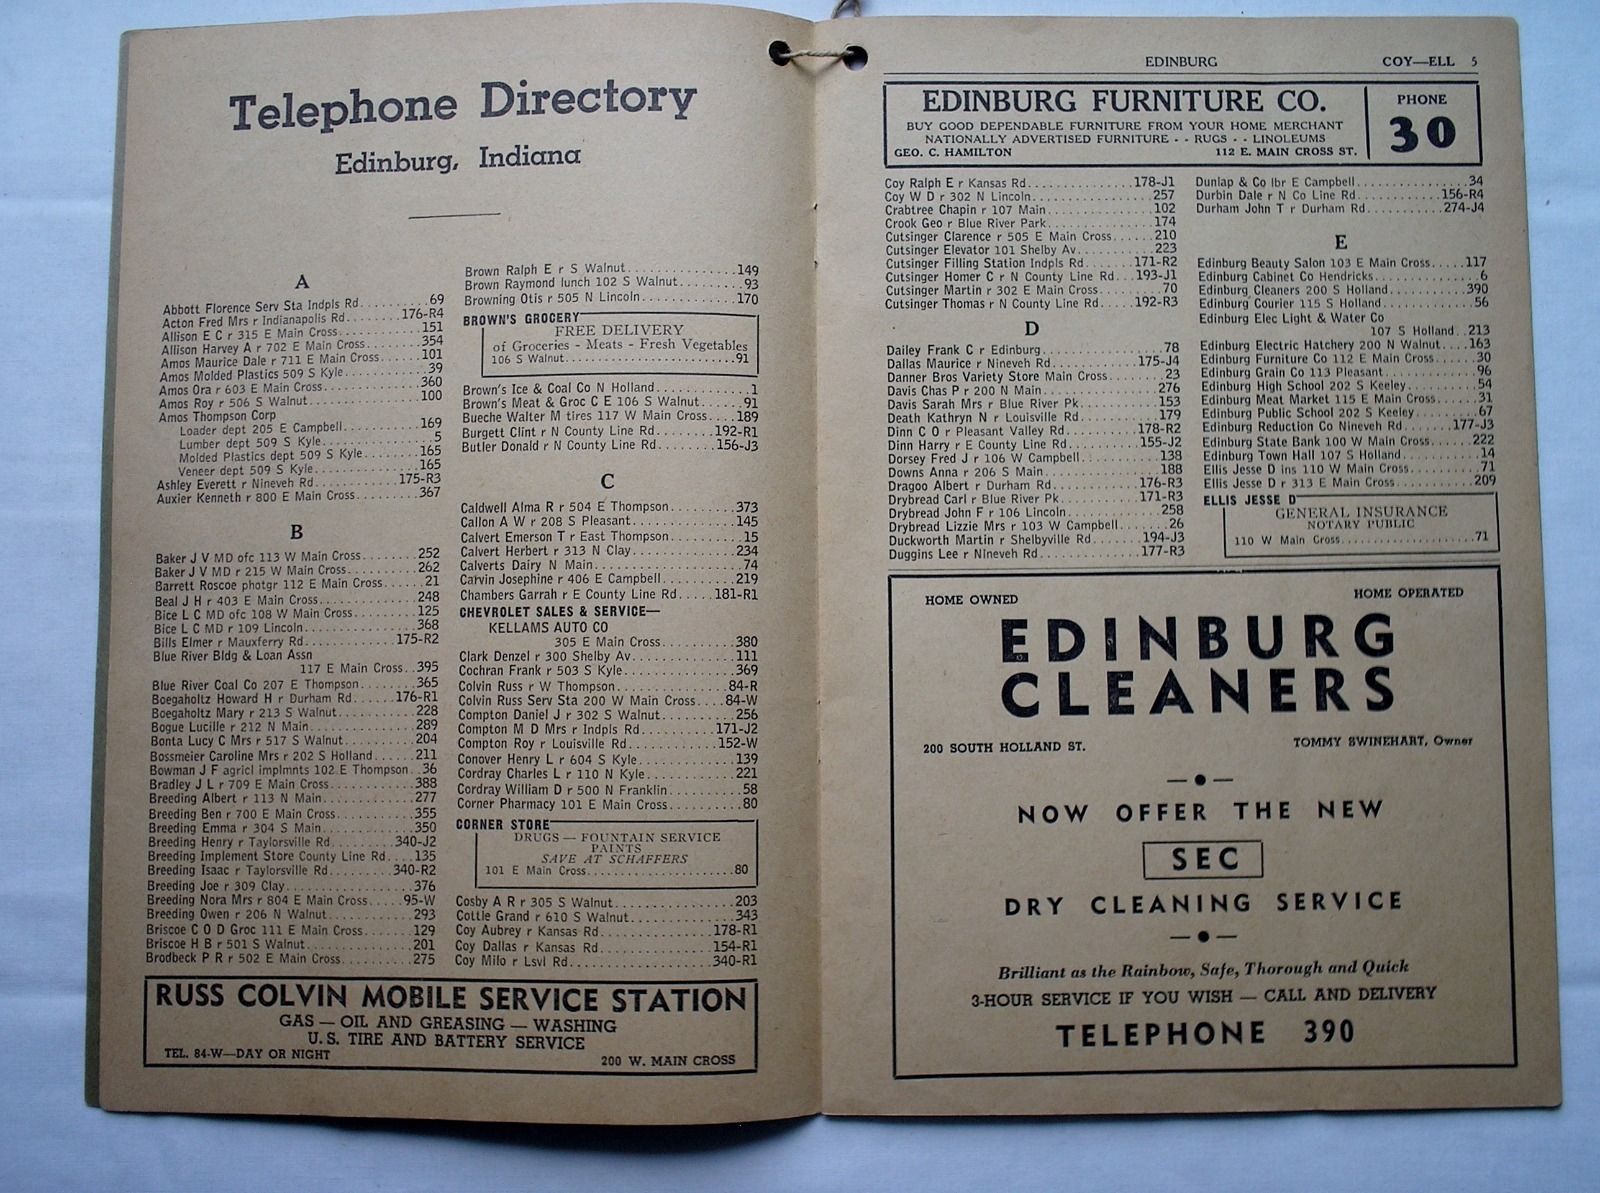 Telephone Directory
Edinburg, Indiana
A
Abbott Florence Serv Sta Indpls Rd..........69
Acton Fred Mrs r Indianapolis Rd......176-R4
Allison E C r 315 E Main Cross............151
Allison Harvey A r 702 E Main Cross........354
Amos Maurice Dale r 711 E Main Cross......101
Amos Molded Plastics 509 S Kyle............39
Amos Ora r 603 E Main Cross..............360
Amos Roy r 506 S Walnut................100
Amos Thompson Corp
Loader dept 205 E Campbell............169
Lumber dept 509 S Kyle................5
Molded Plastics dept 509 S Kyle........165
Veneer dept 509 S Kyle................165
Ashley Everett r Nineveh Rd............175-R3
Auxier Kenneth r 800 E Main Cross........367
B
Baker J V MD ofc 113 W Main Cross........252
Baker J V MD r 215 W Main Cross..........262
Barrett Roscoe photgr 112 E Main Cross......21
Beal J H r 403 E Main Cross..............248
Bice L C MD ofc 108 W Main Cross........125
Bice L C MD r 109 Lincoln................368
Bills Elmer r Mauxferry Rd............175-R2
Blue River Bldg & Loan Assn
117 E Main Cross..395
Blue River Coal Co 207 E Thompson........365
Boegaholtz Howard H r Durham Rd......176-R1
Boegaholtz Mary r 213 S Walnut..........228
Bogue Lucille r 212 N Main..............289
Bonta Lucy C Mrs r 517 S Walnut..........204
Bossmeier Caroline Mrs r 202 S Holland......211
Bowman J F agricl implmnts 102 E Thompson..36
Bradley J L r 709 E Main Cross............388
Breeding Albert r 113 N Main..............277
Breeding Ben r 700 E Main Cross..........355
Breeding Emma r 304 S Main..............350
Breeding Henry r Taylorsville Rd........340-J2
Breeding Implement Store County Line Rd....135
Breeding Isaac r Taylorsville Rd........340-R2
Breeding Joe r 309 Clay..................376
Breeding Nora Mrs r 804 E Main Cross....95-W
Breeding Owen r 206 N Walnut............293
Briscoe C O D Groc 111 E Main Cross......129
Briscoe H B r 501 S Walnut..............201
Brodbeck P R r 502 E Main Cross..........275
Brown Ralph E r S Walnut..............149
Brown Raymond lunch 102 S Walnut........93
Browning Otis r 505 N Lincoln............170
BROWN'S GROCERY
FREE DELIVERY
of Groceries - Meats - Fresh Vegetables
106 S Walnut........................91
Brown's Ice & Coal Co N Holland............1
Brown's Meat & Groc C E 106 S Walnut......91
Bueche Walter M tires 117 W Main Cross....189
Burgett Clint r N County Line Rd......192-R1
Butler Donald r N County Line Rd......156-J3
C
Caldwell Alma R r 504 E Thompson........373
Callon A W r 208 S Pleasant..............145
Calvert Emerson T r East Thompson........15
Calvert Herbert r 313 N Clay............234
Calverts Dairy N Main....................74
Carvin Josephine r 406 E Campbell........219
Chambers Garrah r E County Line Rd.....181-R1
CHEVROLET SALES & SERVICE—
KELLAMS AUTO CO
305 E Main Cross........380
Clark Denzel r 300 Shelby Av............111
Cochran Frank r 503 S Kyle..............369
Colvin Russ r W Thompson..............84-R
Colvin Russ Serv Sta 200 W Main Cross....84-W
Compton Daniel J r 302 S Walnut..........256
Compton M D Mrs r Indpls Rd..........171-J2
Compton Roy r Louisville Rd............152-W
Conover Henry L r 604 S Kyle............139
Cordray Charles L r 110 N Kyle............221
Cordray William D r 500 N Franklin........58
Corner Pharmacy 101 E Main Cross..........80
CORNER STORE
DRUGS — FOUNTAIN SERVICE
PAINTS
SAVE AT SCHAFFERS
101 E Main Cross......................80
Cosby A R r 305 S Walnut................203
Cottle Grand r 610 S Walnut..............343
Coy Aubrey r Kansas Rd................178-R1
Coy Dallas r Kansas Rd................154-R1
Coy Milo r Lsvl Rd....................340-R1
RUSS COLVIN MOBILE SERVICE STATION
GAS — OIL AND GREASING — WASHING
U. S. TIRE AND BATTERY SERVICE
TEL. 84-W—DAY OR NIGHT 200 W. MAIN CROSS
EDINBURG COY—ELL 5
EDINBURG FURNITURE CO.
BUY GOOD DEPENDABLE FURNITURE FROM YOUR HOME MERCHANT
NATIONALLY ADVERTISED FURNITURE - - RUGS - - LINOLEUMS
GEO. C. HAMILTON 112 E. MAIN CROSS ST.
PHONE
30
Coy Ralph E r Kansas Rd..............178-J1
Coy W D r 302 N Lincoln................257
Crabtree Chapin r 107 Main..............102
Crook Geo r Blue River Park..............174
Cutsinger Clarence r 505 E Main Cross......210
Cutsinger Elevator 101 Shelby Av..........223
Cutsinger Filling Station Indpls Rd......171-R2
Cutsinger Homer C r N County Line Rd...193-J1
Cutsinger Martin r 302 E Main Cross........70
Cutsinger Thomas r N County Line Rd....192-R3
D
Dailey Frank C r Edinburg................78
Dallas Maurice r Nineveh Rd............175-J4
Danner Bros Variety Store Main Cross........23
Davis Chas P r 200 N Main..............276
Davis Sarah Mrs r Blue River Pk..........153
Death Kathryn N r Louisville Rd..........179
Dinn C O r Pleasant Valley Rd..........178-R2
Dinn Harry r E County Line Rd..........155-J2
Dorsey Fred J r 106 W Campbell..........138
Downs Anna r 206 S Main................188
Dragoo Albert r Durham Rd............176-R3
Drybread Carl r Blue River Pk..........171-R3
Drybread John F r 106 Lincoln............258
Drybread Lizzie Mrs r 103 W Campbell......26
Duckworth Martin r Shelbyville Rd......194-J3
Duggins Lee r Nineveh Rd..............177-R3
Dunlap & Co lbr E Campbell..............34
Durbin Dale r N Co Line Rd............156-R4
Durham John T r Durham Rd..........274-J4
E
Edinburg Beauty Salon 103 E Main Cross....117
Edinburg Cabinet Co Hendricks..............6
Edinburg Cleaners 200 S Holland..........390
Edinburg Courier 115 S Holland............56
Edinburg Elec Light & Water Co
107 S Holland..213
Edinburg Electric Hatchery 200 N Walnut....163
Edinburg Furniture Co 112 E Main Cross......30
Edinburg Grain Co 113 Pleasant............96
Edinburg High School 202 S Keeley..........54
Edinburg Meat Market 115 E Main Cross......31
Edinburg Public School 202 S Keeley........67
Edinburg Reduction Co Nineveh Rd......177-J3
Edinburg State Bank 100 W Main Cross......222
Edinburg Town Hall 107 S Holland..........14
Ellis Jesse D ins 110 W Main Cross..........71
Ellis Jesse D r 313 E Main Cross..........209
ELLIS JESSE D
GENERAL INSURANCE
NOTARY PUBLIC
110 W Main Cross......................71
HOME OWNED HOME OPERATED
EDINBURG
CLEANERS
200 SOUTH HOLLAND ST. TOMMY SWINEHART, Owner
NOW OFFER THE NEW
SEC
DRY CLEANING SERVICE
Brilliant as the Rainbow, Safe, Thorough and Quick
3-HOUR SERVICE IF YOU WISH — CALL AND DELIVERY
TELEPHONE 390